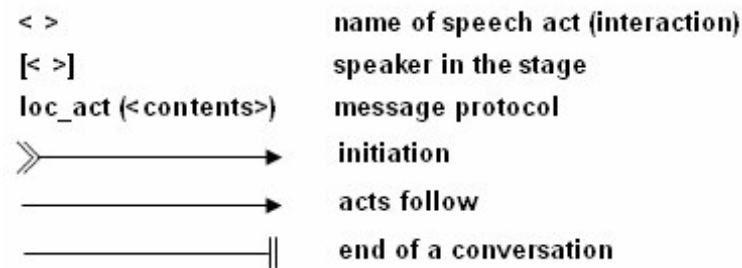 < > name of speech act (interaction)
[< >] speaker in the stage
loc_act (<contents>) message protocol
initiation
acts follow
end of a conversation